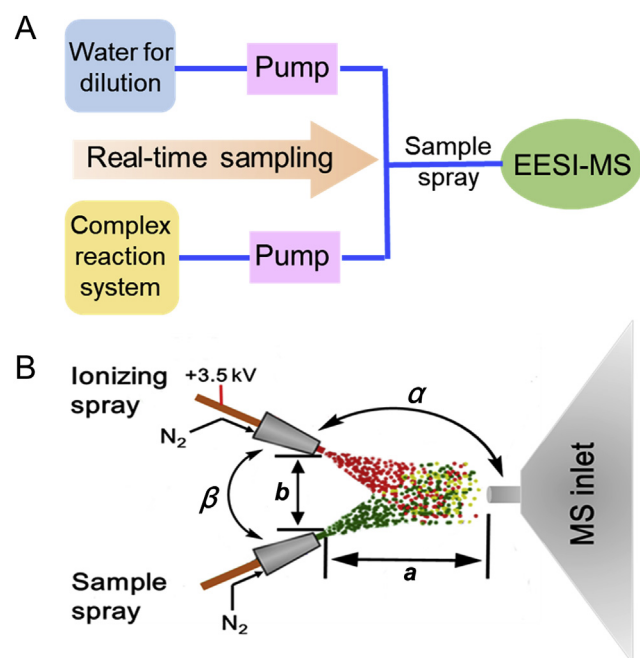 A
Water for
dilution
Pump
Real-time sampling
Sample
spray
EESI-MS
Complex
reaction
system
Pump
B
Ionizing
spray
+3.5 kV
N₂
α
β
b
a
MS inlet
Sample
spray
N₂